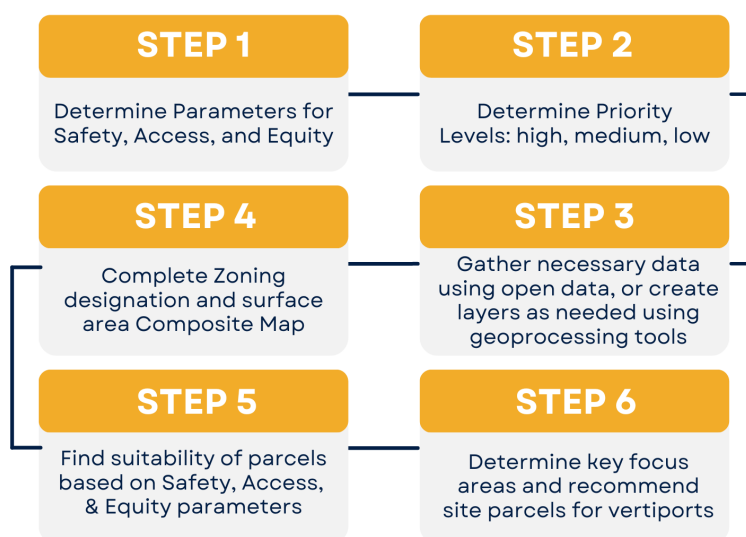 STEP 1
Determine Parameters for
Safety, Access, and Equity
STEP 2
Determine Priority
Levels: high, medium, low
STEP 4
Complete Zoning
designation and surface
area Composite Map
STEP 3
Gather necessary data
using open data, or create
layers as needed using
geoprocessing tools
STEP 5
Find suitability of parcels
based on Safety, Access,
& Equity parameters
STEP 6
Determine key focus
areas and recommend
site parcels for vertiports